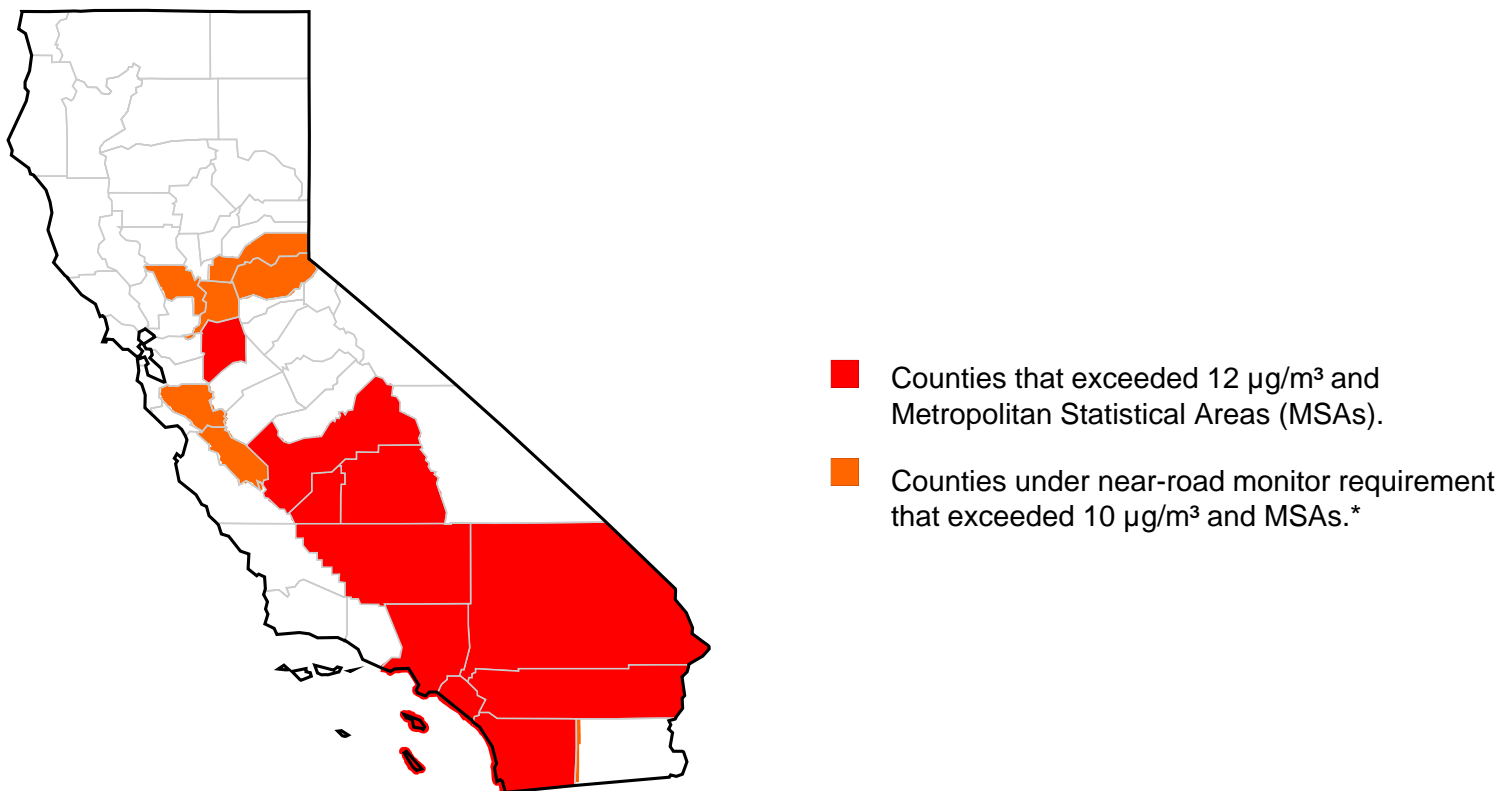 Counties that exceeded 12 µg/m³ and
Metropolitan Statistical Areas (MSAs).
Counties under near-road monitor requirement
that exceeded 10 µg/m³ and MSAs.*